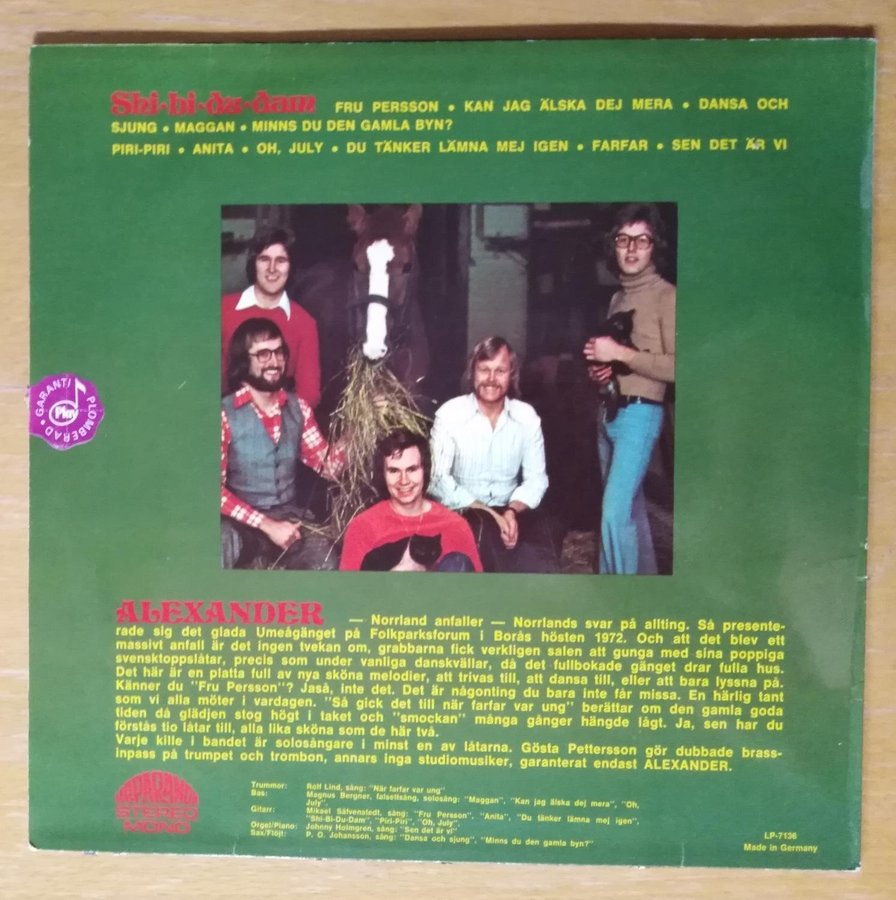 Shi-bi-du-dam FRU PERSSON • KAN JAG ÄLSKA DEJ MERA • DANSA OCH
SJUNG • MAGGAN • MINNS DU DEN GAMLA BYN?
PIRI-PIRI • ANITA • OH, JULY • DU TÄNKER LÄMNA MEJ IGEN • FARFAR • SEN DET ÄR VI
GARANTI PLOMBERAD
Play
ALEXANDER — Norrland anfaller — Norrlands svar på allting. Så presente-
rade sig det glada Umeågänget på Folkparksforum i Borås hösten 1972. Och att det blev ett
massivt anfall är det ingen tvekan om, grabbarna fick verkligen salen att gunga med sina poppiga
svensktoppslåtar, precis som under vanliga danskvällar, då det fullbokade gänget drar fulla hus.
Det här är en platta full av nya sköna melodier, att trivas till, att dansa till, eller att bara lyssna på.
Känner du "Fru Persson"? Jaså, inte det. Det är någonting du bara inte får missa. En härlig tant
som vi alla möter i vardagen. "Så gick det till när farfar var ung" berättar om den gamla goda
tiden då glädjen stog högt i taket och "smockan" många gånger hängde lågt. Ja, sen har du
förstås tio låtar till, alla lika sköna som de här två.
Varje kille i bandet är solosångare i minst en av låtarna. Gösta Pettersson gör dubbade brass-
inpass på trumpet och trombon, annars inga studiomusiker, garanterat endast ALEXANDER.
STEREO
MONO
Trummor: Rolf Lind, sång: "När farfar var ung"
Bas: Magnus Bergner, falsettsång, solosång: "Maggan", "Kan jag älska dej mera", "Oh,
July",
Gitarr: Mikael Säfvenstedt, sång: "Fru Persson", "Anita", "Du tänker lämna mej igen",
"Shi-Bi-Du-Dam", "Piri-Piri", "Oh, July",
Orgel/Piano: Johnny Holmgren, sång: "Sen det är vi"
Sax/Flöjt: P. O. Johansson, sång: "Dansa och sjung", "Minns du den gamla byn?"
LP-7136
Made in Germany